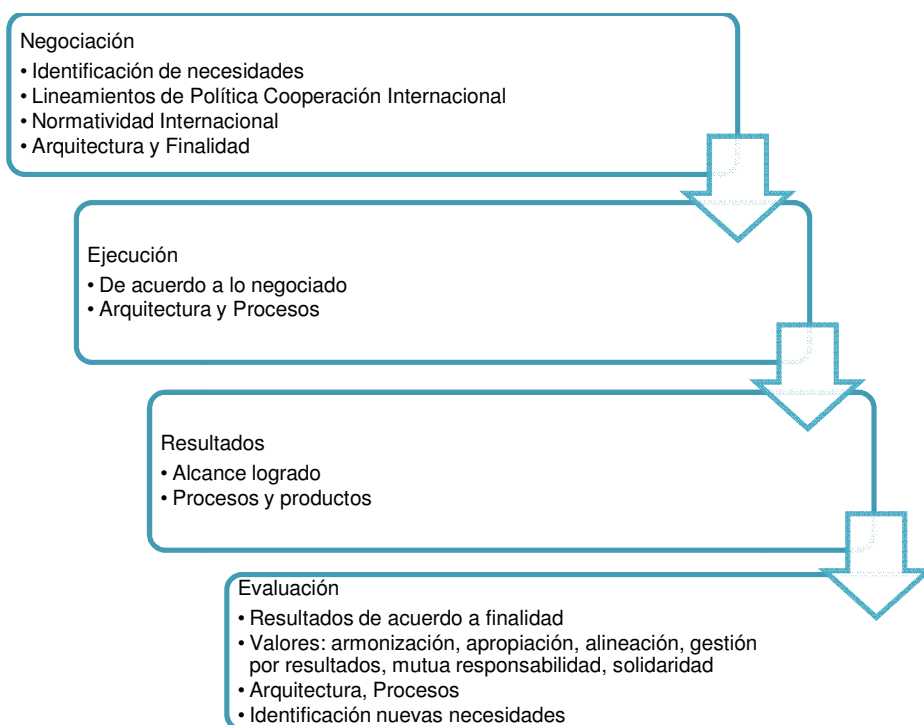 Negociación
• Identificación de necesidades
• Lineamientos de Política Cooperación Internacional
• Normatividad Internacional
• Arquitectura y Finalidad
Ejecución
• De acuerdo a lo negociado
• Arquitectura y Procesos
Resultados
• Alcance logrado
• Procesos y productos
Evaluación
• Resultados de acuerdo a finalidad
• Valores: armonización, apropiación, alineación, gestión
por resultados, mutua responsabilidad, solidaridad
• Arquitectura, Procesos
• Identificación nuevas necesidades